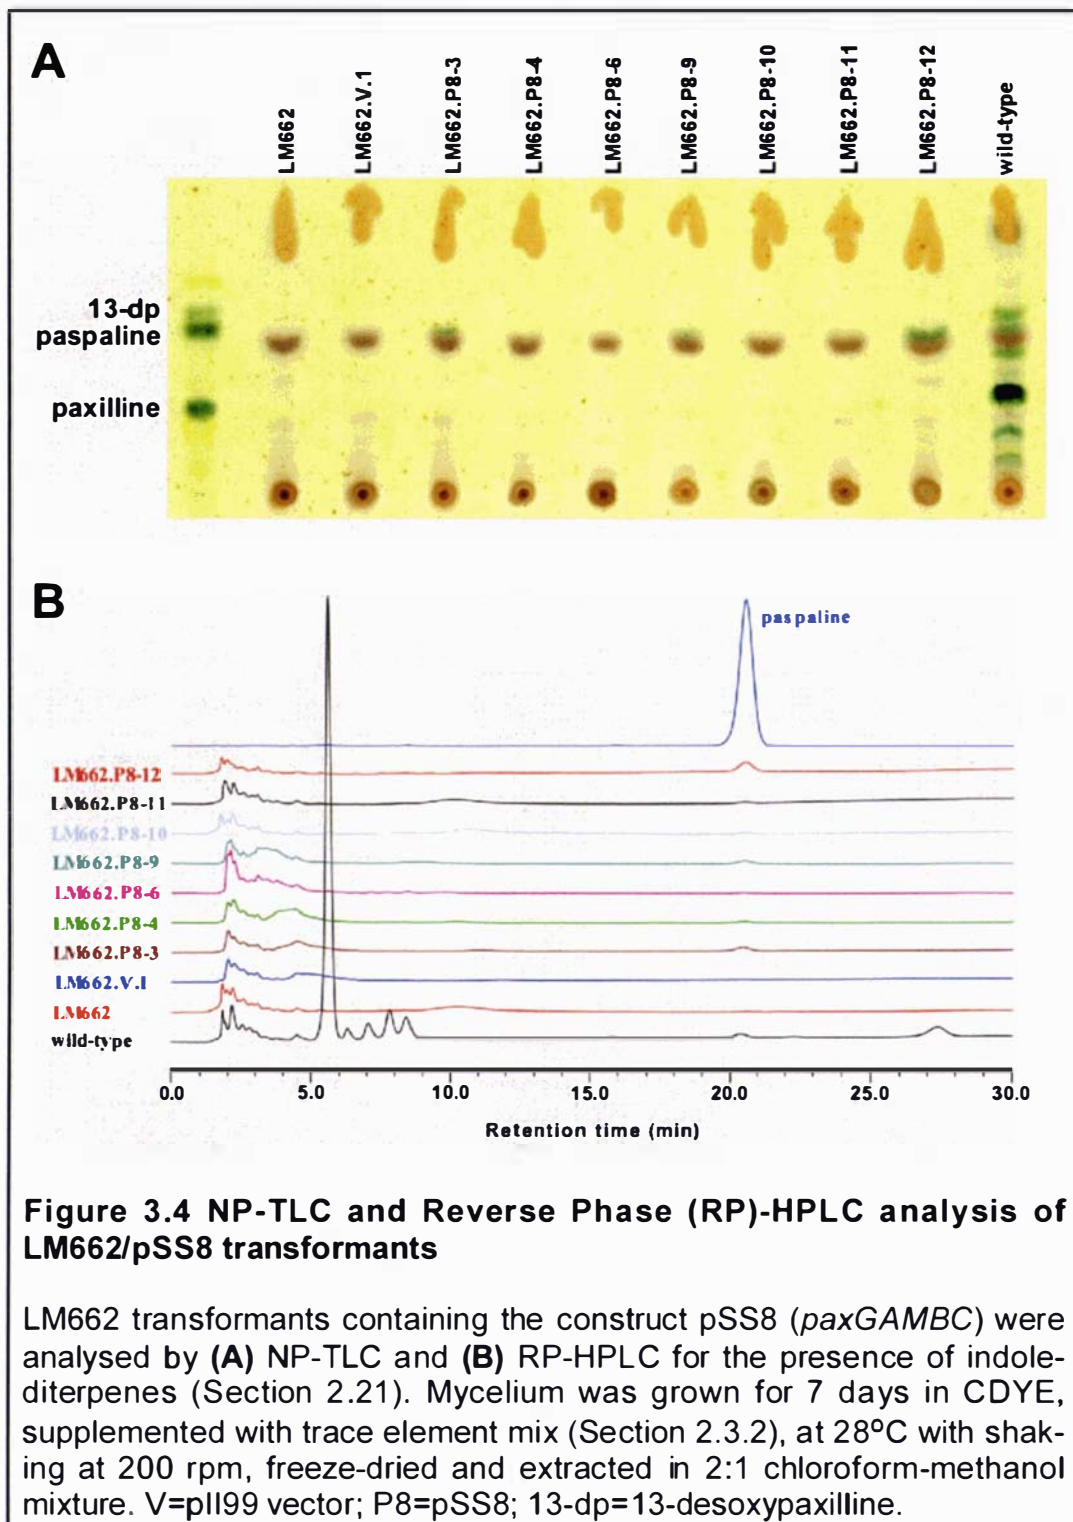 A
LM662
LM662.V.1
LM662.P8-3
LM662.P8-4
LM662.P8-6
LM662.P8-9
LM662.P8-10
LM662.P8-11
LM662.P8-12
wild-type
13-dp
paspaline
paxilline
B
paspaline
LM662.P8-12
LM662.P8-11
LM662.P8-10
LM662.P8-9
LM662.P8-6
LM662.P8-4
LM662.P8-3
LM662.V.1
LM662
wild-type
0.0 5.0 10.0 15.0 20.0 25.0 30.0
Retention time (min)
Figure 3.4 NP-TLC and Reverse Phase (RP)-HPLC analysis of
LM662/pSS8 transformants
LM662 transformants containing the construct pSS8 (paxGAMBC) were
analysed by (A) NP-TLC and (B) RP-HPLC for the presence of indole-
diterpenes (Section 2.21). Mycelium was grown for 7 days in CDYE,
supplemented with trace element mix (Section 2.3.2), at 28ºC with shak-
ing at 200 rpm, freeze-dried and extracted in 2:1 chloroform-methanol
mixture. V=pII99 vector; P8=pSS8; 13-dp=13-desoxypaxilline.